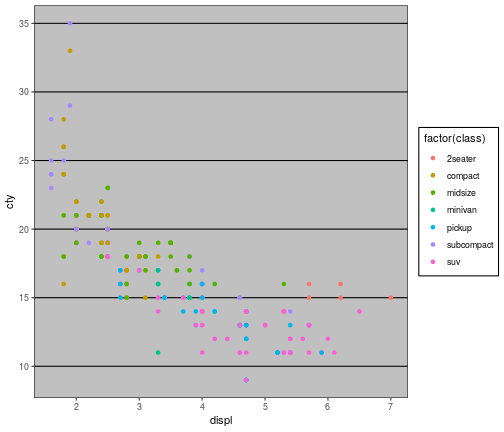 35
30
25
20
15
10
cty
2 3 4 5 6 7
displ
factor(class)
2seater
compact
midsize
minivan
pickup
subcompact
suv